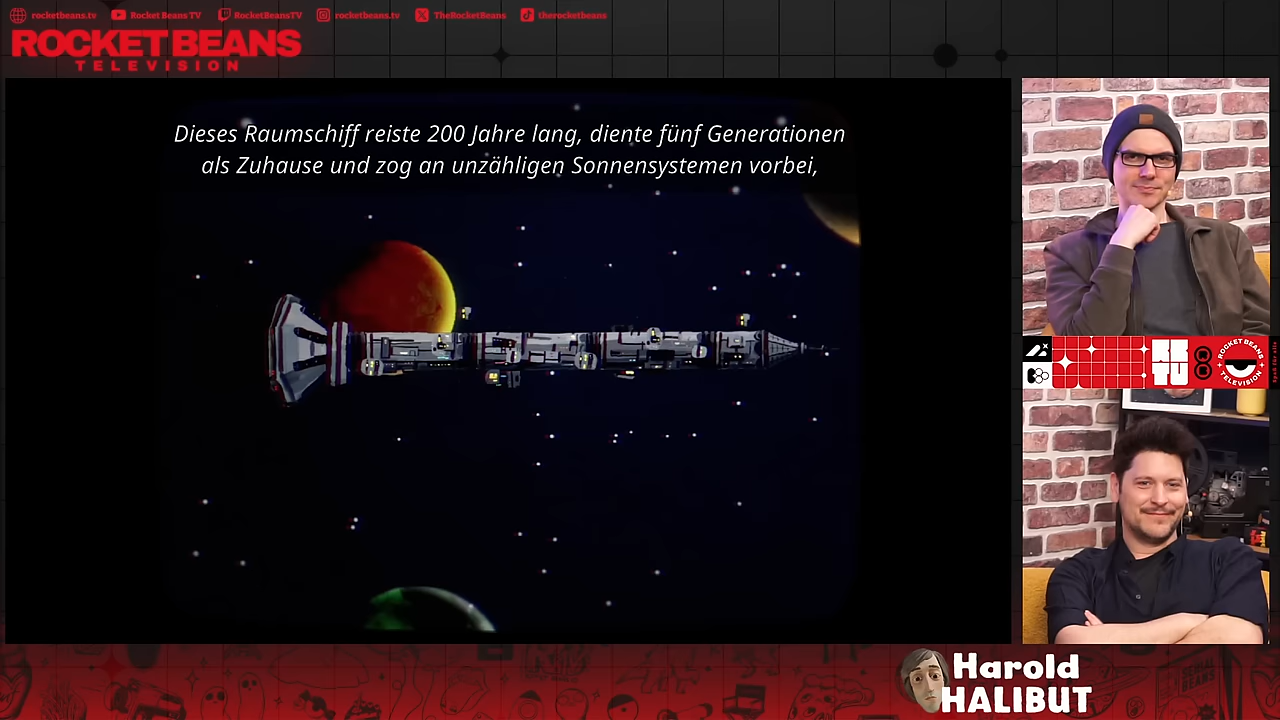 rocketbeans.tv
Rocket Beans TV
RocketBeansTV
rocketbeans.tv
TheRocketBeans
therocketbeans
ROCKET BEANS
TELEVISION
Dieses Raumschiff reiste 200 Jahre lang, diente fünf Generationen
als Zuhause und zog an unzähligen Sonnensystemen vorbei,
RBTV
ROCKET BEANS
TELEVISION
Harold
HALIBUT